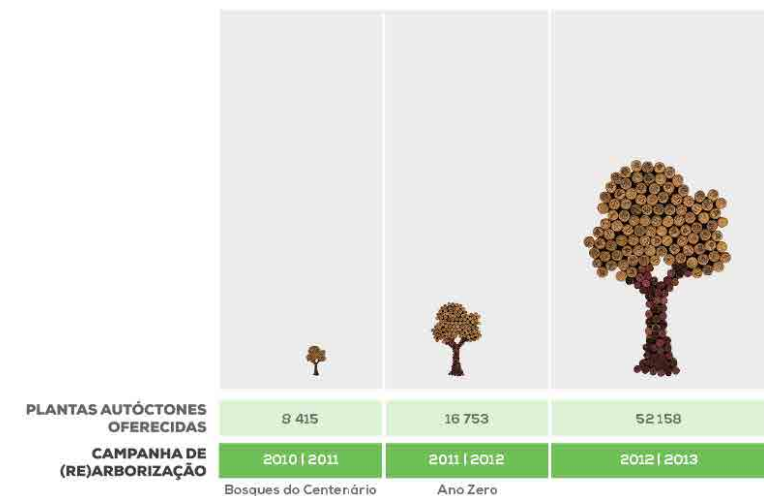 PLANTAS AUTÓCTONES
OFERECIDAS
8 415
16 753
52 158
CAMPANHA DE
(RE)ARBORIZAÇÃO
2010 | 2011
2011 | 2012
2012 | 2013
Bosques do Centenário
Ano Zero